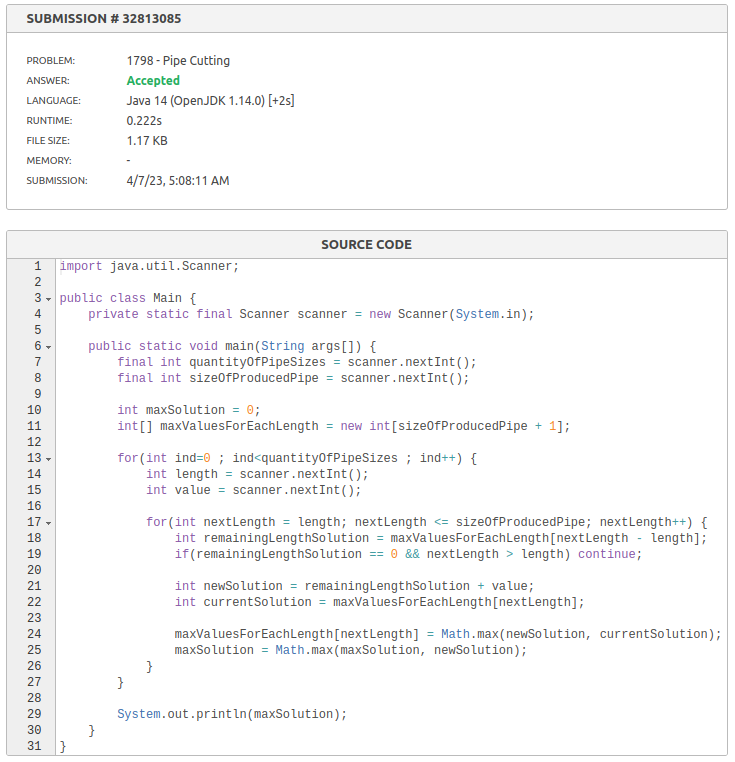 SUBMISSION # 32813085
PROBLEM: 1798 - Pipe Cutting
ANSWER: Accepted
LANGUAGE: Java 14 (OpenJDK 1.14.0) [+2s]
RUNTIME: 0.222s
FILE SIZE: 1.17 KB
MEMORY: -
SUBMISSION: 4/7/23, 5:08:11 AM
SOURCE CODE
1 import java.util.Scanner;
2
3 public class Main {
4     private static final Scanner scanner = new Scanner(System.in);
5
6     public static void main(String args[]) {
7         final int quantityOfPipeSizes = scanner.nextInt();
8         final int sizeOfProducedPipe = scanner.nextInt();
9
10         int maxSolution = 0;
11         int[] maxValuesForEachLength = new int[sizeOfProducedPipe + 1];
12
13         for(int ind=0 ; ind<quantityOfPipeSizes ; ind++) {
14             int length = scanner.nextInt();
15             int value = scanner.nextInt();
16
17             for(int nextLength = length; nextLength <= sizeOfProducedPipe; nextLength++) {
18                 int remainingLengthSolution = maxValuesForEachLength[nextLength - length];
19                 if(remainingLengthSolution == 0 && nextLength > length) continue;
20
21                 int newSolution = remainingLengthSolution + value;
22                 int currentSolution = maxValuesForEachLength[nextLength];
23
24                 maxValuesForEachLength[nextLength] = Math.max(newSolution, currentSolution);
25                 maxSolution = Math.max(maxSolution, newSolution);
26             }
27         }
28
29         System.out.println(maxSolution);
30     }
31 }